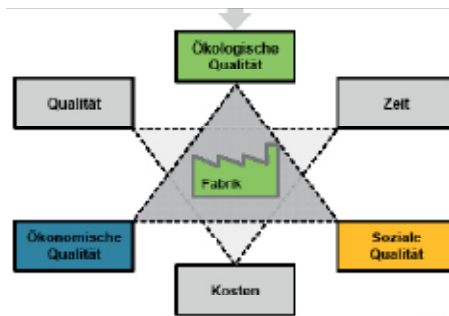 Ökologische
Qualität
Qualität
Zeit
Fabrik
Ökonomische
Qualität
Soziale
Qualität
Kosten